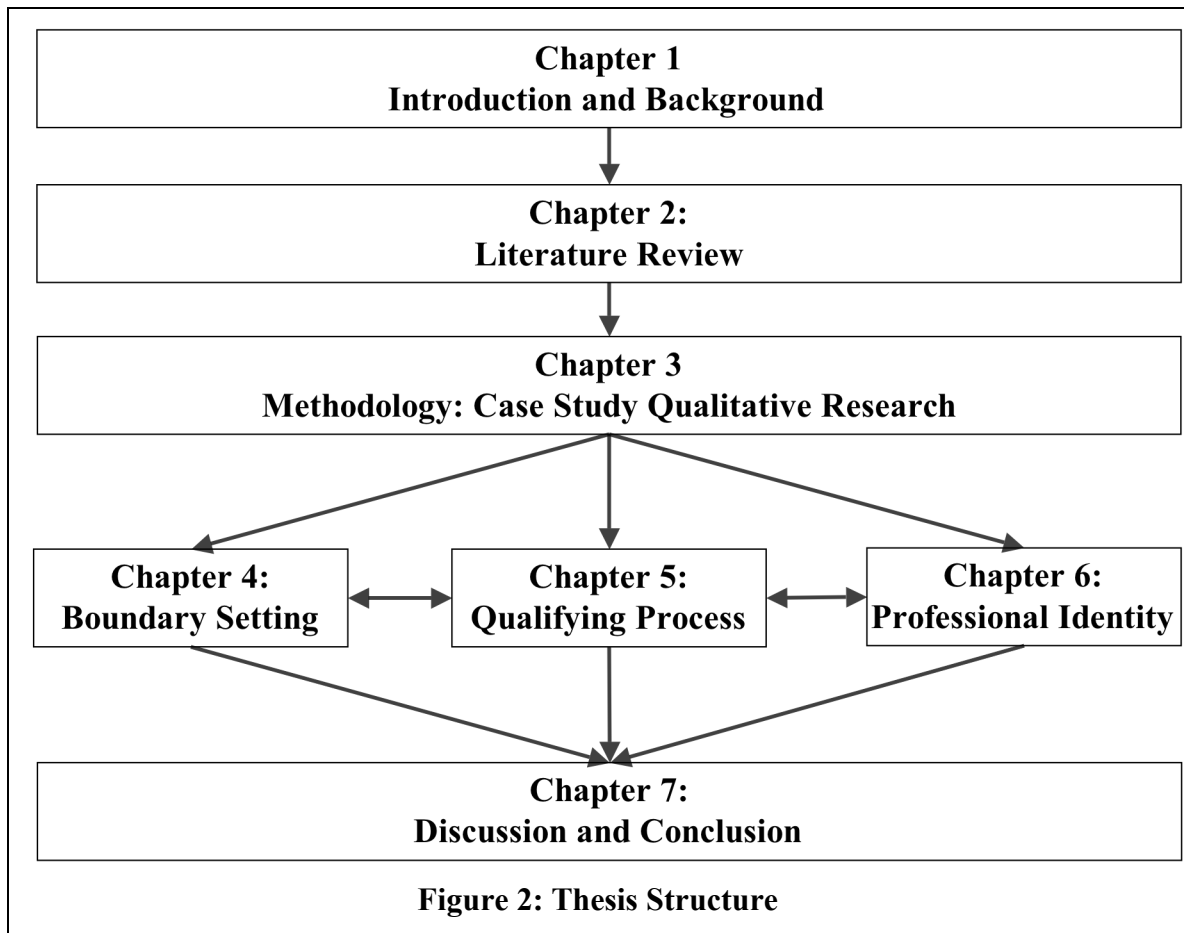 Chapter 1
Introduction and Background
Chapter 2:
Literature Review
Chapter 3
Methodology: Case Study Qualitative Research
Chapter 4:
Boundary Setting
Chapter 5:
Qualifying Process
Chapter 6:
Professional Identity
Chapter 7:
Discussion and Conclusion
Figure 2: Thesis Structure